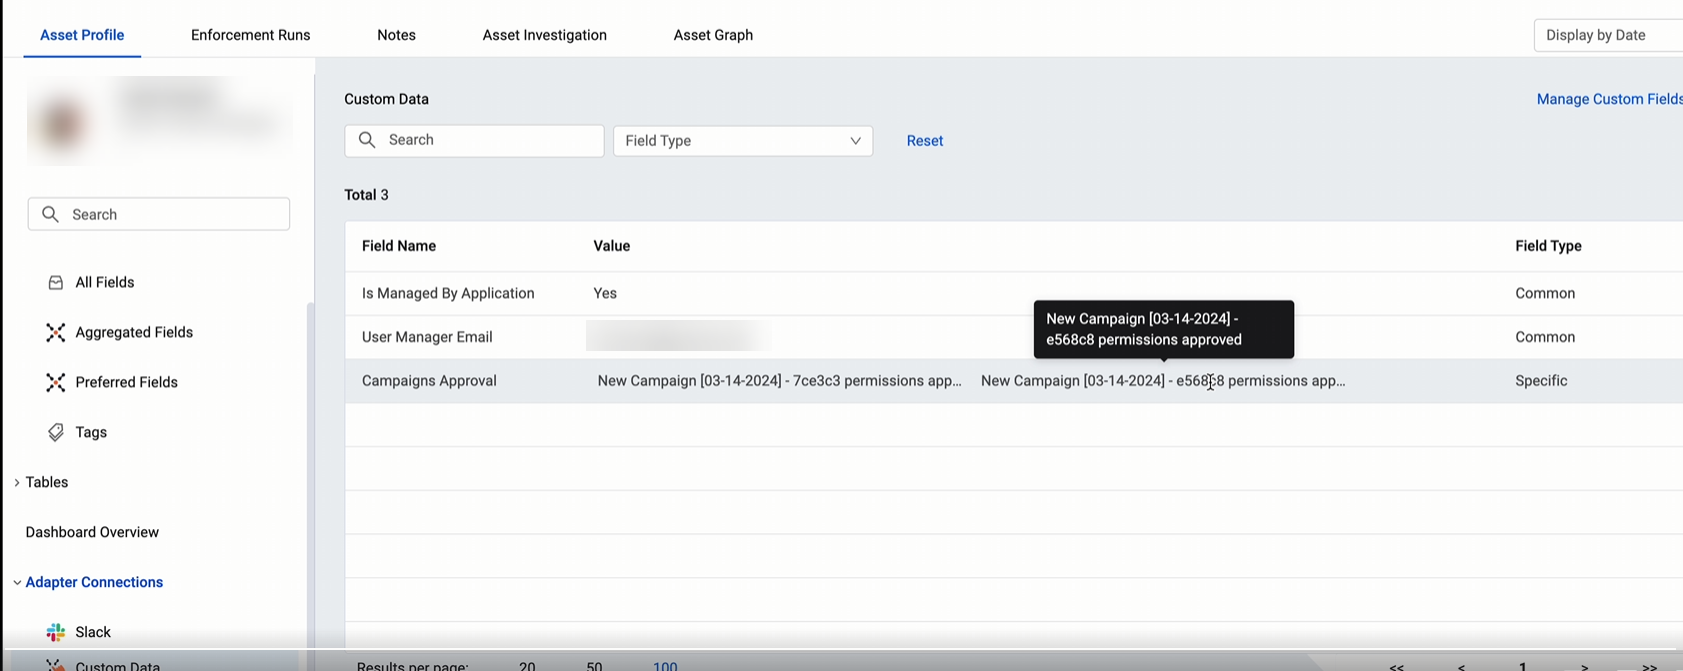 Asset Profile
Enforcement Runs
Notes
Asset Investigation
Asset Graph
Display by Date
Search
All Fields
Aggregated Fields
Preferred Fields
Tags
Tables
Dashboard Overview
Adapter Connections
Slack
Custom Data
Custom Data
Manage Custom Fields
Search
Field Type
Reset
Total 3
Field Name Value Field Type
Is Managed By Application Yes Common
New Campaign [03-14-2024] -
e568c8 permissions approved
User Manager Email Common
Campaigns Approval New Campaign [03-14-2024] - 7ce3c3 permissions app... New Campaign [03-14-2024] - e568c8 permissions app... Specific
Results per page: 20 50 100 << < 1 > >>